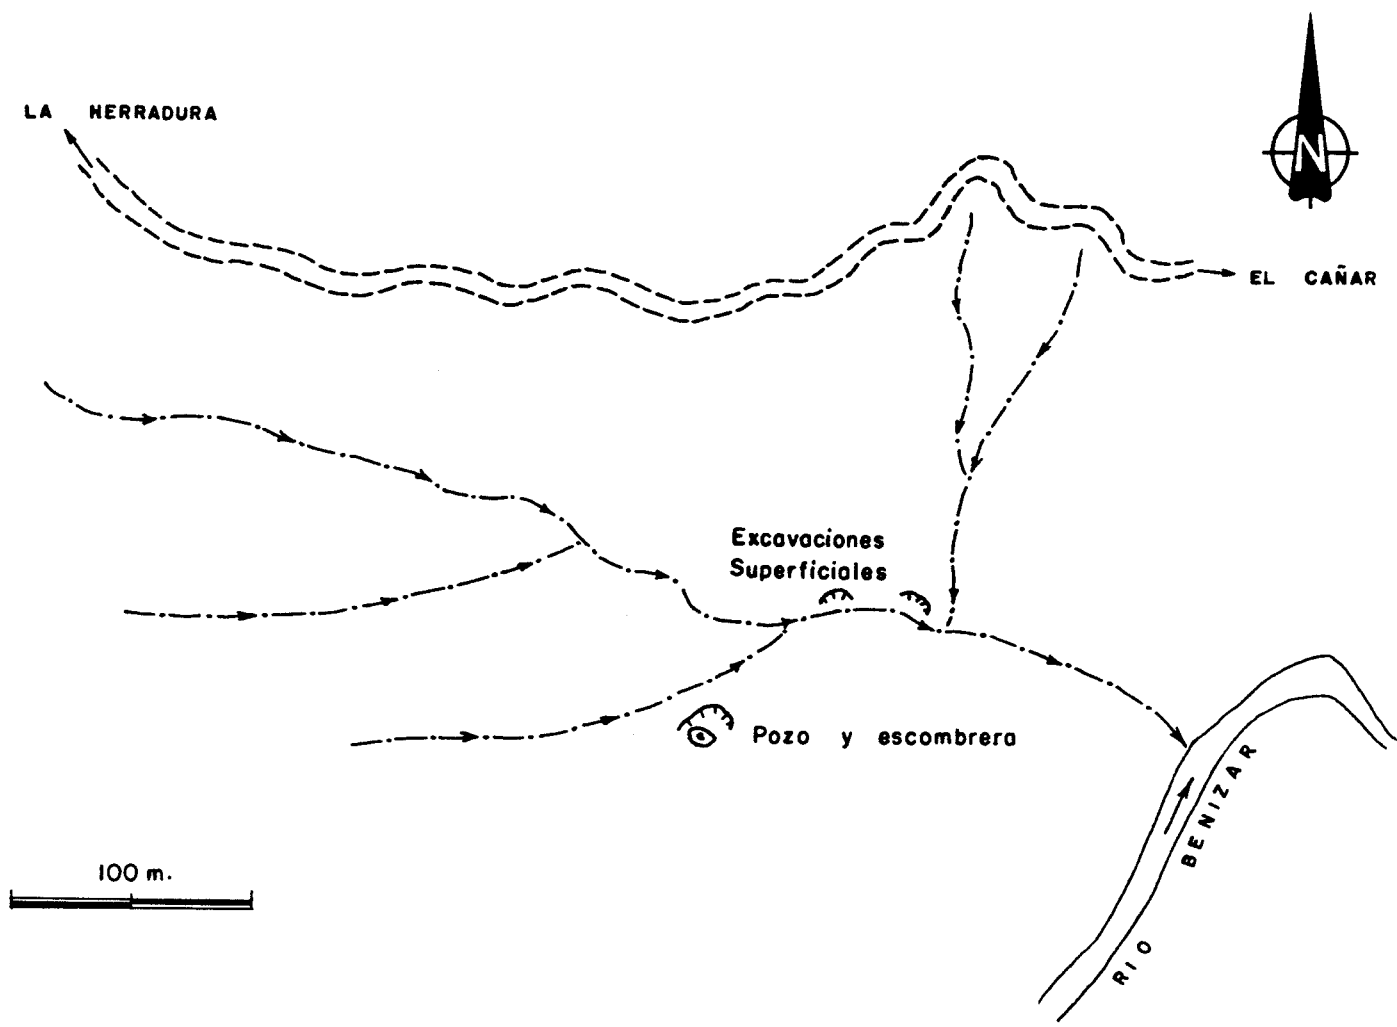 N
LA HERRADURA
EL CAÑAR
Excavaciones
Superficiales
Pozo y escombrera
100 m.
RIO BENIZAR